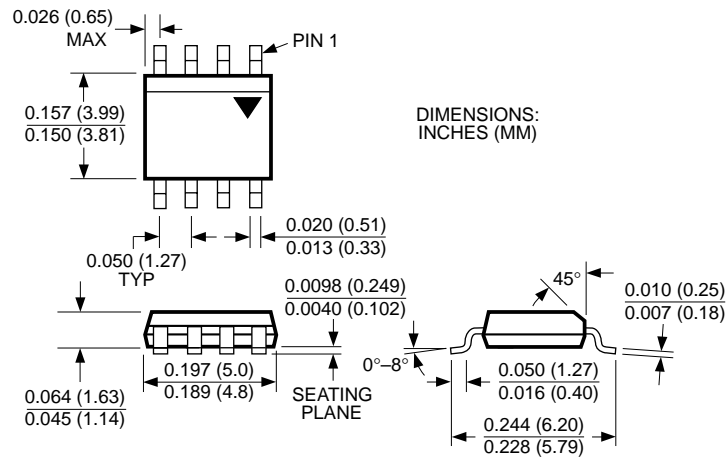 0.026 (0.65)
MAX
PIN 1
0.157 (3.99)
0.150 (3.81)
DIMENSIONS:
INCHES (MM)
0.050 (1.27)
TYP
0.020 (0.51)
0.013 (0.33)
0.0098 (0.249)
0.0040 (0.102)
45°
0.010 (0.25)
0.007 (0.18)
0°–8°
0.064 (1.63)
0.045 (1.14)
0.197 (5.0)
0.189 (4.8)
SEATING
PLANE
0.050 (1.27)
0.016 (0.40)
0.244 (6.20)
0.228 (5.79)